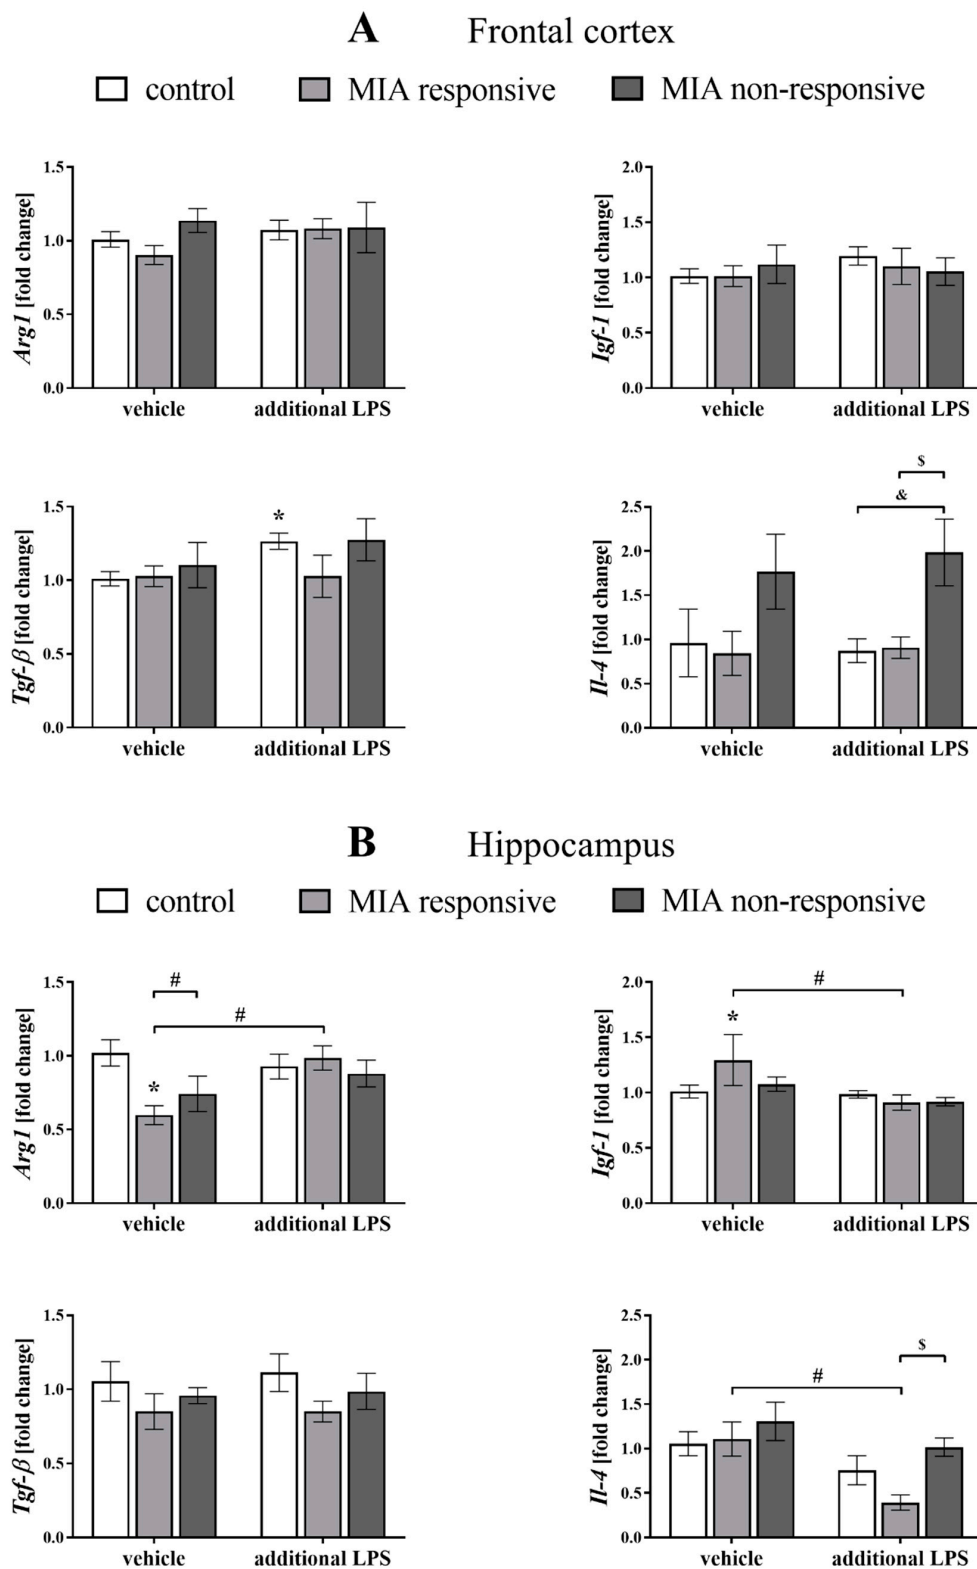 A Frontal cortex
control MIA responsive MIA non-responsive
Arg1 [fold change]
1.5
1.0
0.5
0.0
vehicle additional LPS
Igf-1 [fold change]
2.0
1.5
1.0
0.5
0.0
vehicle additional LPS
Tgf-β [fold change]
1.5
1.0
0.5
0.0
*
vehicle additional LPS
Il-4 [fold change]
2.5
2.0
1.5
1.0
0.5
0.0
$
&
vehicle additional LPS
B Hippocampus
control MIA responsive MIA non-responsive
Arg1 [fold change]
1.5
1.0
0.5
0.0
#
#
*
vehicle additional LPS
Igf-1 [fold change]
2.0
1.5
1.0
0.5
0.0
#
*
vehicle additional LPS
Tgf-β [fold change]
1.5
1.0
0.5
0.0
vehicle additional LPS
Il-4 [fold change]
2.5
2.0
1.5
1.0
0.5
0.0
$
#
vehicle additional LPS